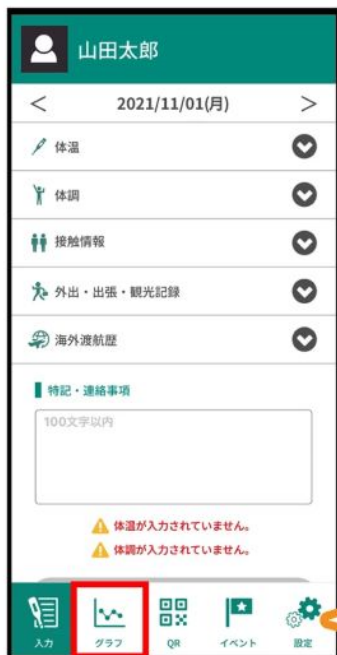 山田太郎
< 2021/11/01(月) >
体温
体調
接触情報
外出・出張・観光記録
海外渡航歴
特記・連絡事項
100文字以内
体温が入力されていません。
体調が入力されていません。
入力 グラフ QR イベント 設定